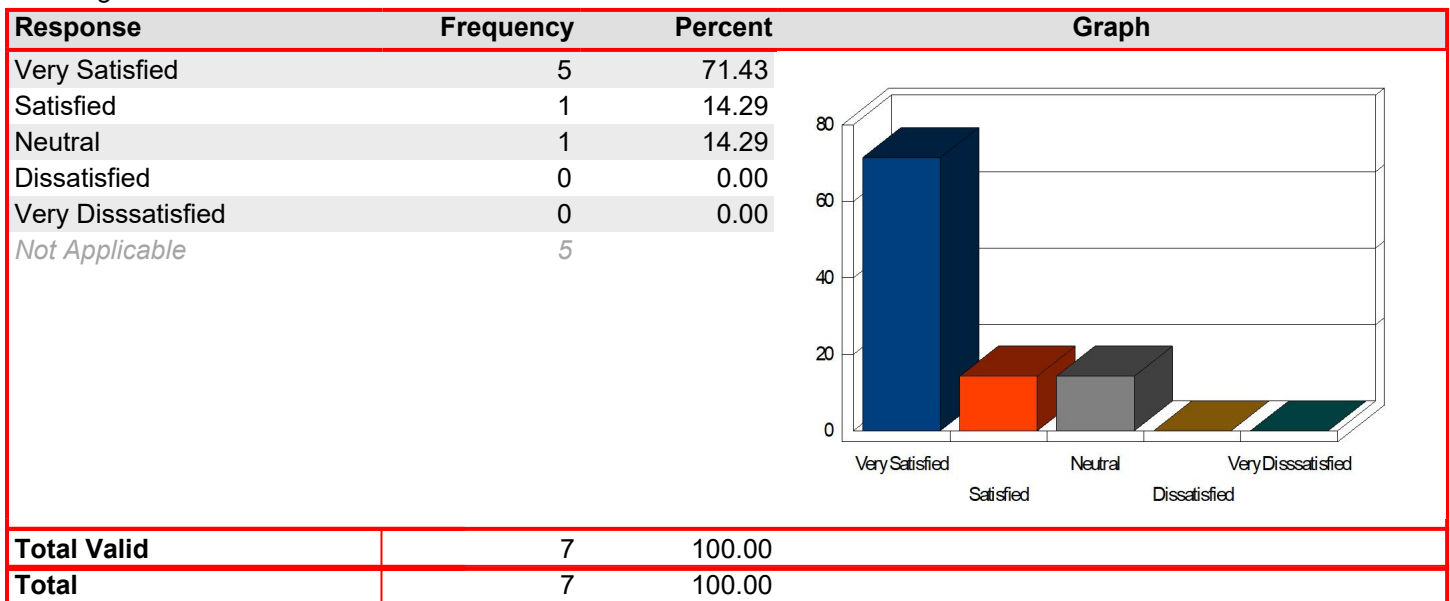 Response Frequency Percent Graph
Very Satisfied 5 71.43
Satisfied 1 14.29
Neutral 1 14.29
Dissatisfied 0 0.00
Very Disssatisfied 0 0.00
Not Applicable 5
80
60
40
20
0
Very Satisfied Neutral Very Disssatisfied
Satisfied Dissatisfied
Total Valid 7 100.00
Total 7 100.00